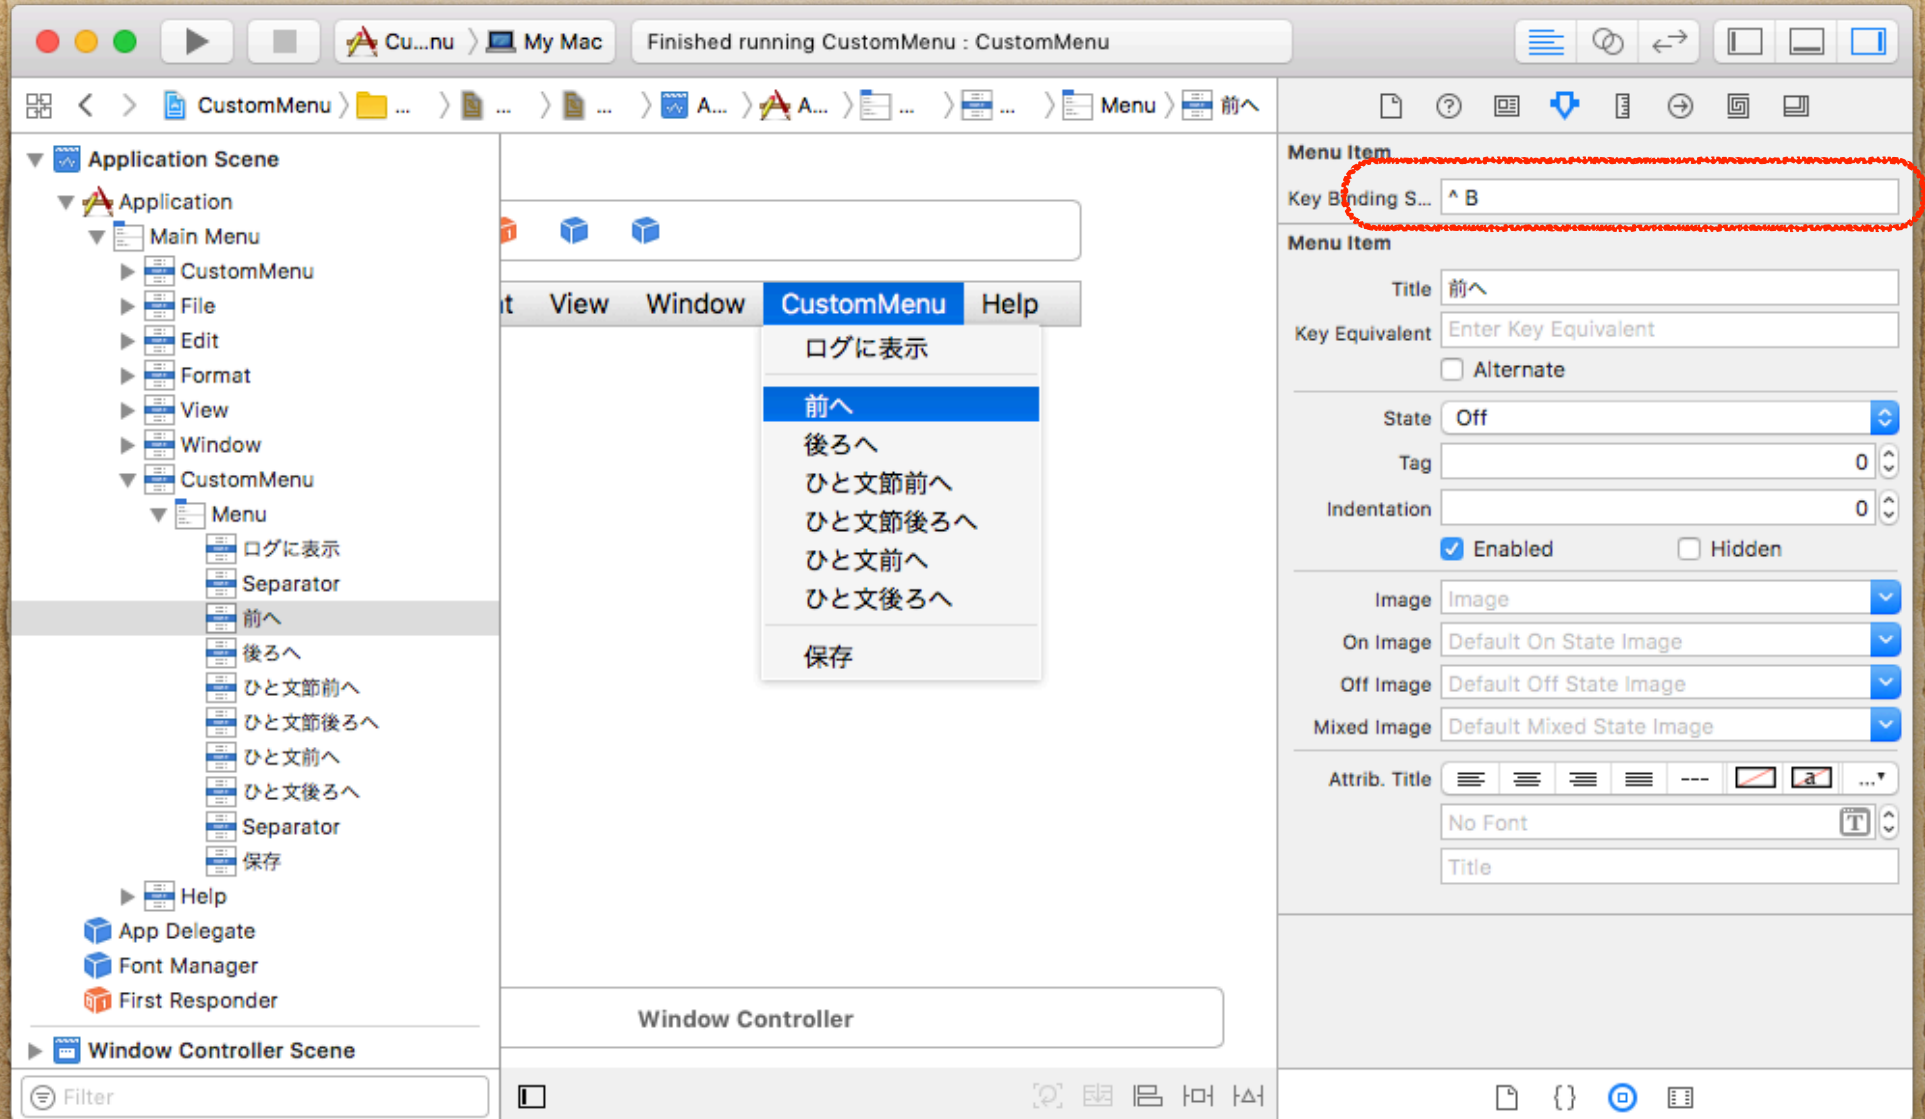 Cu...nu My Mac
Finished running CustomMenu : CustomMenu
CustomMenu ... ... ... A... A... ... ... Menu 前へ
Application Scene
Application
Main Menu
CustomMenu
File
Edit
Format
View
Window
CustomMenu
Menu
ログに表示
Separator
前へ
後ろへ
ひと文節前へ
ひと文節後ろへ
ひと文前へ
ひと文後ろへ
Separator
保存
Help
App Delegate
Font Manager
First Responder
Window Controller Scene
Filter
View Window CustomMenu Help
ログに表示
前へ
後ろへ
ひと文節前へ
ひと文節後ろへ
ひと文前へ
ひと文後ろへ
保存
Window Controller
Menu Item
Key Binding S... ^ B
Menu Item
Title 前へ
Key Equivalent Enter Key Equivalent
Alternate
State Off
Tag 0
Indentation 0
Enabled Hidden
Image Image
On Image Default On State Image
Off Image Default Off State Image
Mixed Image Default Mixed State Image
Attrib. Title --- a ...
No Font T
Title
{}